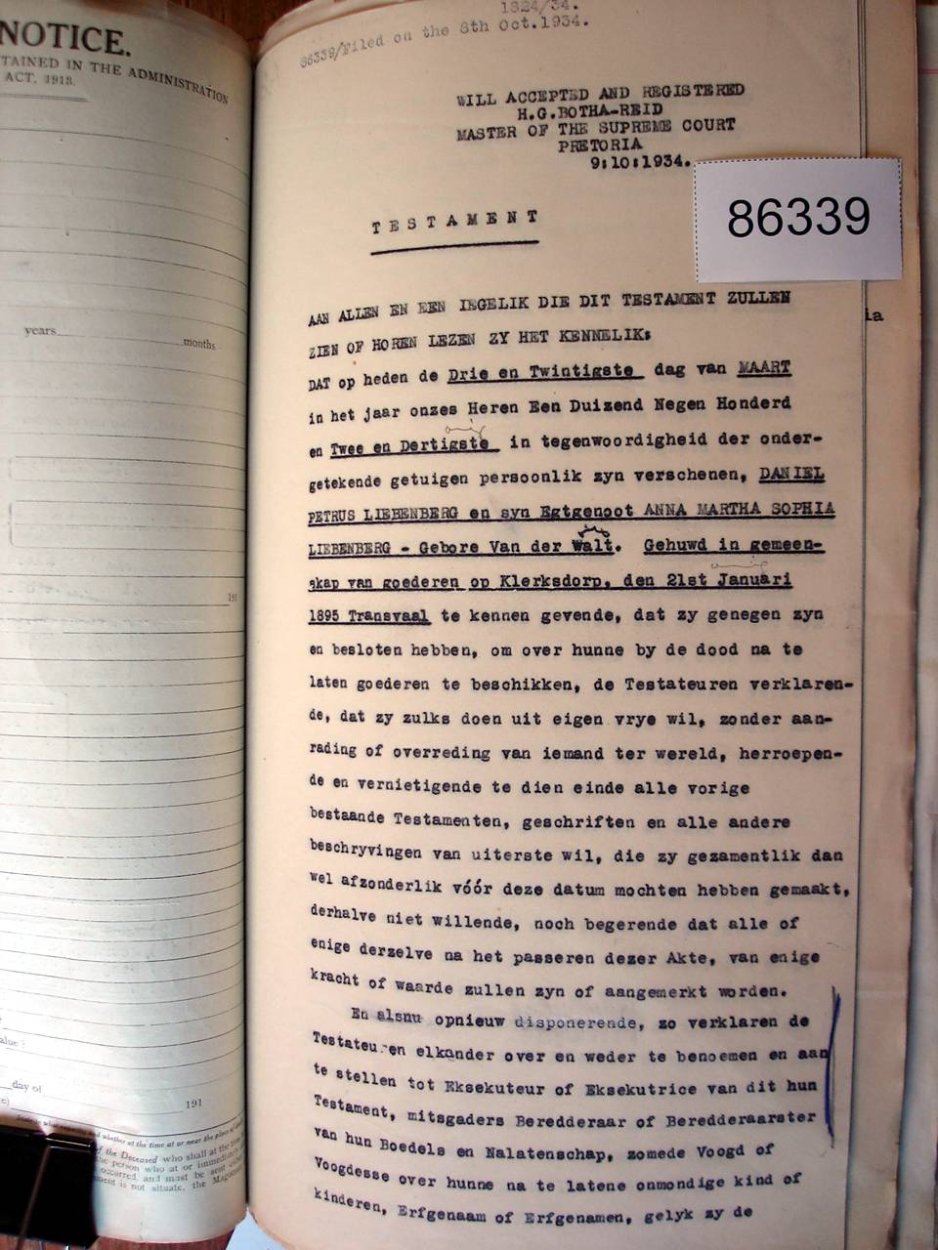 NOTICE.
TAINED IN THE ADMINISTRATION
ACT, 1913.
years
months
191
day of
191
of the Deceased who shall at the
1324/34.
86339/Filed on the 8th Oct.1934.
WILL ACCEPTED AND REGISTERED
H.G.BOTHA-REID
MASTER OF THE SUPREME COURT
PRETORIA
9:10:1934.
86339
TESTAMENT
AAN ALLEN EN EEN IEGELIK DIE DIT TESTAMENT ZULLEN
ZIEN OF HOREN LEZEN ZY HET KENNELIK:
DAT op heden de Drie en Twintigste dag van MAART
in het jaar onzes Heren Een Duizend Negen Honderd
en Twee en Dertigste in tegenwoordigheid der onder-
getekende getuigen persoonlik zyn verschenen, DANIEL
PETRUS LIEBENBERG en syn Egtgenoot ANNA MARTHA SOPHIA
LIEBENBERG - Gebore Van der Walt. Gehuwd in gemeen-
skap van goederen op Klerksdorp, den 21st Januari
1895 Transvaal te kennen gevende, dat zy genegen zyn
en besloten hebben, om over hunne by de dood na te
laten goederen te beschikken, de Testateuren verklaren-
de, dat zy zulks doen uit eigen vrye wil, zonder aan-
rading of overreding van iemand ter wereld, herroepen-
de en vernietigende te dien einde alle vorige
bestaande Testamenten, geschriften en alle andere
beschryvingen van uiterste wil, die zy gezamentlik dan
wel afzonderlik vóór deze datum mochten hebben gemaakt,
derhalve niet willende, noch begerende dat alle of
enige derzelve na het passeren dezer Akte, van enige
kracht of waarde zullen zyn of aangemerkt worden.
En alsnu opnieuw disponerende, zo verklaren de
Testateuren elkander over en weder te benoemen en aan
te stellen tot Eksekuteur of Eksekutrice van dit hun
Testament, mitsgaders Beredderaar of Beredderaarster
van hun Boedels en Nalatenschap, zomede Voogd of
Voogdesse over hunne na te latene onmondige kind of
kinderen, Erfgenaam of Erfgenamen, gelyk zy de
ia